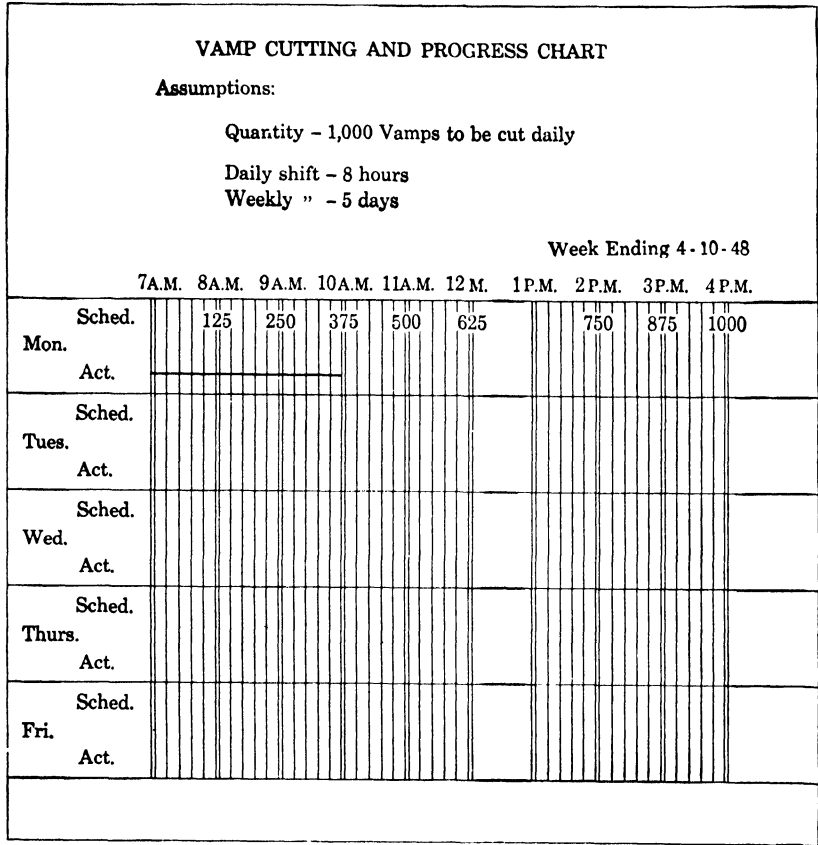 VAMP CUTTING AND PROGRESS CHART
Assumptions:
Quantity – 1,000 Vamps to be cut daily
Daily shift – 8 hours
Weekly " – 5 days
Week Ending 4-10-48
7A.M. 8A.M. 9A.M. 10A.M. 11A.M. 12 M. 1P.M. 2P.M. 3P.M. 4P.M.
Sched. 125 250 375 500 625 750 875 1000
Mon.
Act.
Sched.
Tues.
Act.
Sched.
Wed.
Act.
Sched.
Thurs.
Act.
Sched.
Fri.
Act.